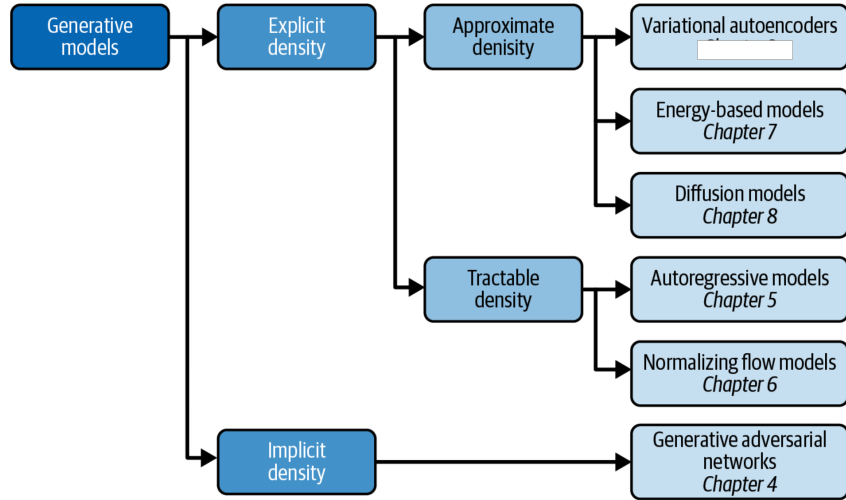 Generative
models
Explicit
density
Approximate
denisity
Variational autoencoders
Energy-based models
Chapter 7
Diffusion models
Chapter 8
Tractable
density
Autoregressive models
Chapter 5
Normalizing flow models
Chapter 6
Implicit
density
Generative adversarial
networks
Chapter 4